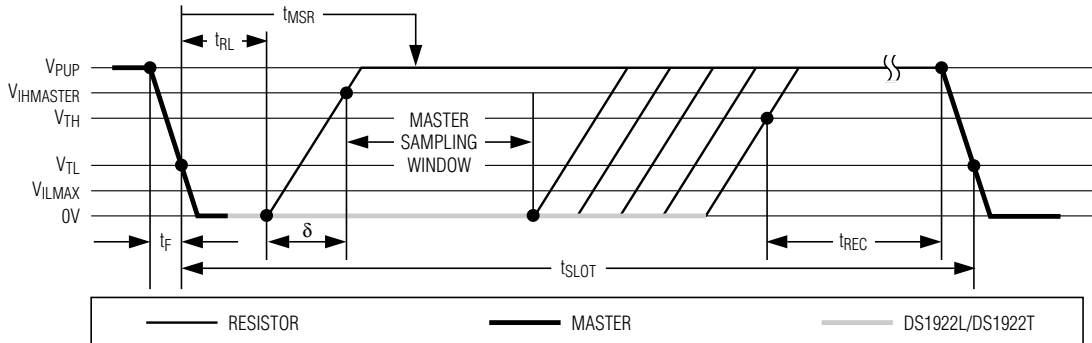 tMSR
tRL
VPUP
VIHMASTER
VTH
MASTER
SAMPLING
WINDOW
VTL
VILMAX
0V
tF
δ
tREC
tSLOT
RESISTOR
MASTER
DS1922L/DS1922T